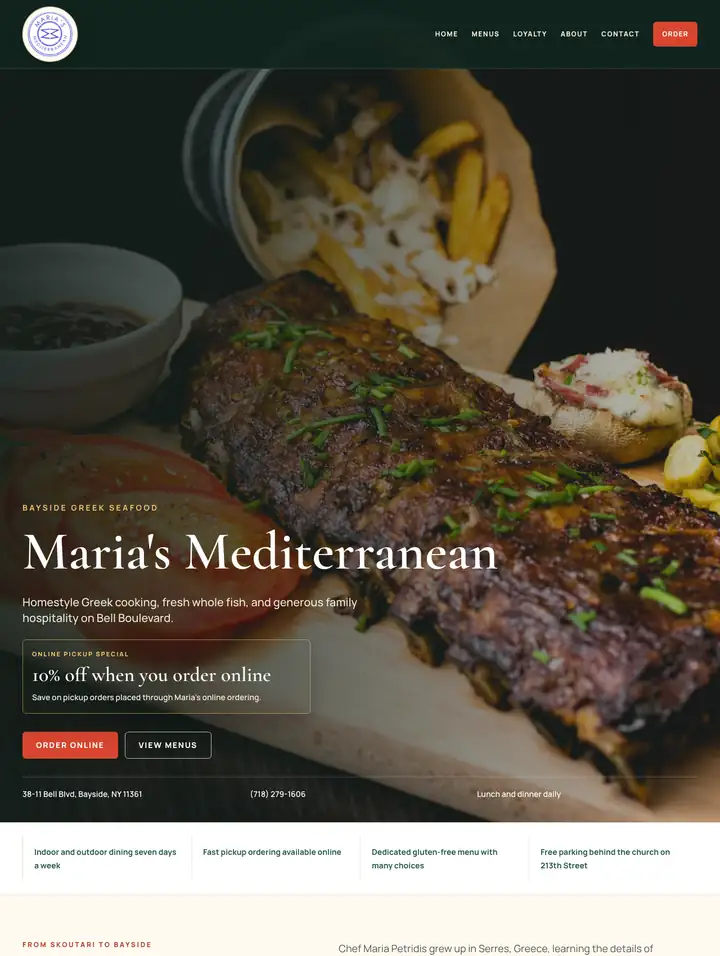 MARIA'S
MEDITERRANEAN
HOME MENUS LOYALTY ABOUT CONTACT ORDER
BAYSIDE GREEK SEAFOOD
Maria's Mediterranean
Homestyle Greek cooking, fresh whole fish, and generous family
hospitality on Bell Boulevard.
ONLINE PICKUP SPECIAL
10% off when you order online
Save on pickup orders placed through Maria's online ordering.
ORDER ONLINE VIEW MENUS
38-11 Bell Blvd, Bayside, NY 11361 (718) 279-1606 Lunch and dinner daily
Indoor and outdoor dining seven days
a week
Fast pickup ordering available online
Dedicated gluten-free menu with
many choices
Free parking behind the church on
213th Street
FROM SKOUTARI TO BAYSIDE
Chef Maria Petridis grew up in Serres, Greece, learning the details of